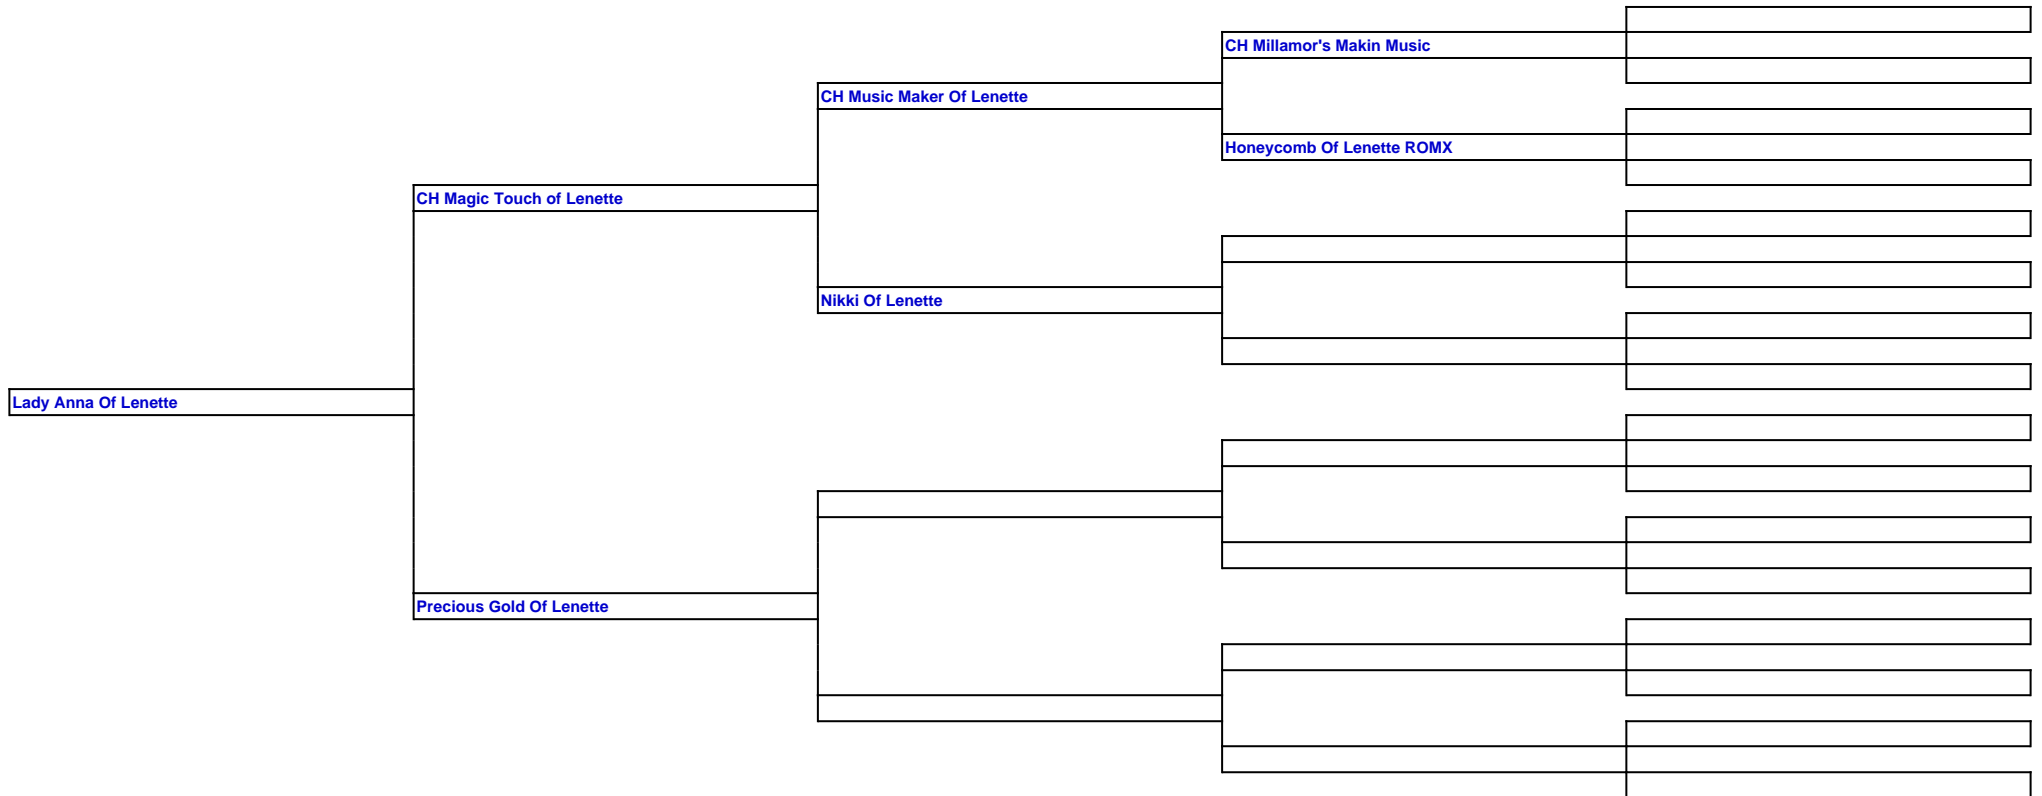 CH Millamor's Makin Music
CH Music Maker Of Lenette
Honeycomb Of Lenette ROMX
CH Magic Touch of Lenette
Nikki Of Lenette
Lady Anna Of Lenette
Precious Gold Of Lenette